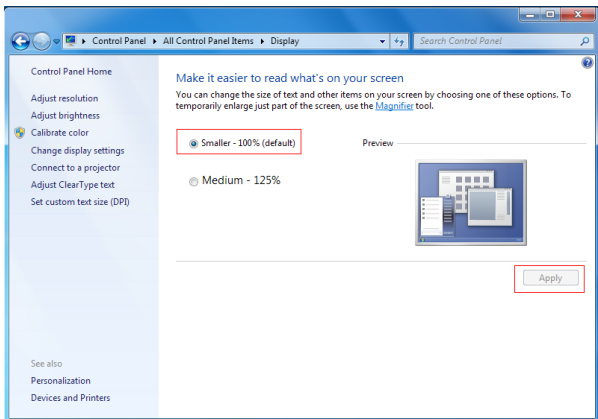 Control Panel ▸ All Control Panel Items ▸ Display
Search Control Panel
Control Panel Home
Adjust resolution
Adjust brightness
Calibrate color
Change display settings
Connect to a projector
Adjust ClearType text
Set custom text size (DPI)
See also
Personalization
Devices and Printers
Make it easier to read what's on your screen
You can change the size of text and other items on your screen by choosing one of these options. To
temporarily enlarge just part of the screen, use the Magnifier tool.
Smaller - 100% (default)
Preview
Medium - 125%
Apply